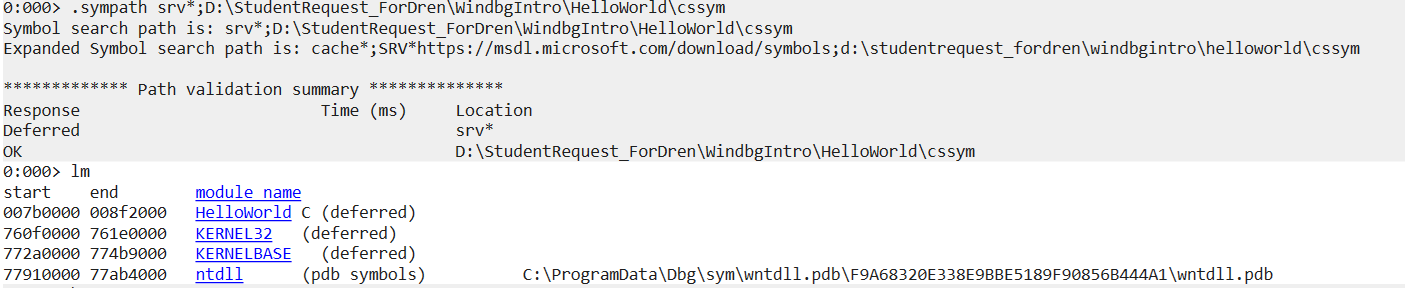 0:000> .sympath srv*;D:\StudentRequest_ForDren\WindbgIntro\HelloWorld\cssym
Symbol search path is: srv*;D:\StudentRequest_ForDren\WindbgIntro\HelloWorld\cssym
Expanded Symbol search path is: cache*;SRV*https://msdl.microsoft.com/download/symbols;d:\studentrequest_fordren\windbgintro\helloworld\cssym
************* Path validation summary **************
Response Time (ms) Location
Deferred srv*
OK D:\StudentRequest_ForDren\WindbgIntro\HelloWorld\cssym
0:000> lm
start end module name
007b0000 008f2000 HelloWorld C (deferred)
760f0000 761e0000 KERNEL32 (deferred)
772a0000 774b9000 KERNELBASE (deferred)
77910000 77ab4000 ntdll (pdb symbols) C:\ProgramData\Dbg\sym\wntdll.pdb\F9A68320E338E9BBE5189F90856B444A1\wntdll.pdb